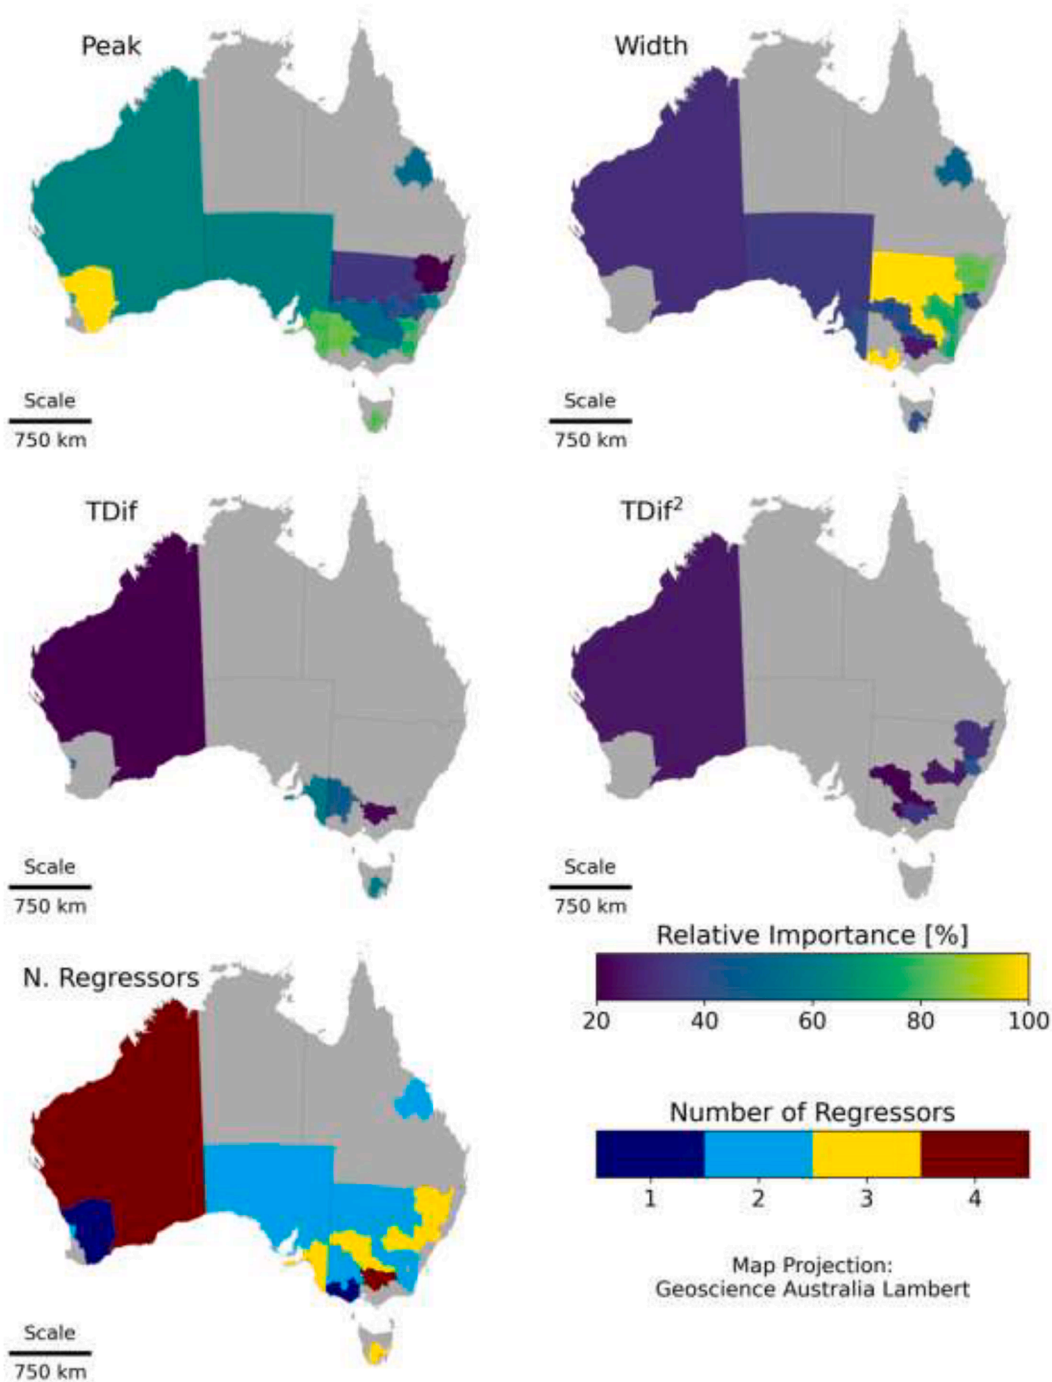 Peak
Width
Scale
750 km
Scale
750 km
TDif
TDif²
Scale
750 km
Scale
750 km
Relative Importance [%]
20 40 60 80 100
N. Regressors
Number of Regressors
1 2 3 4
Map Projection:
Geoscience Australia Lambert
Scale
750 km